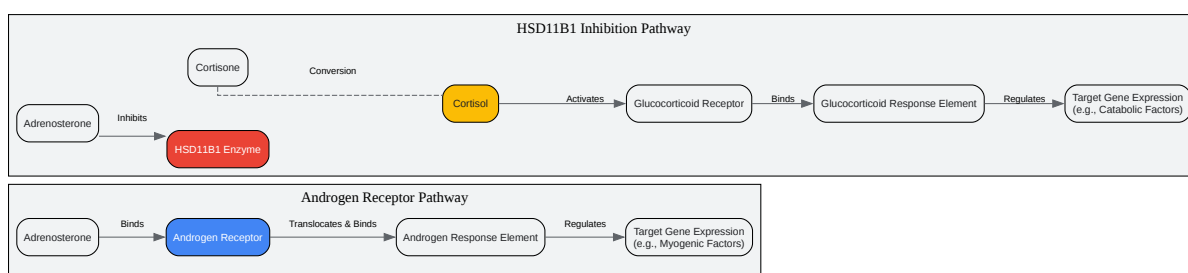 HSD11B1 Inhibition Pathway
Cortisone
Conversion
Cortisol
Activates
Glucocorticoid Receptor
Binds
Glucocorticoid Response Element
Regulates
Target Gene Expression
(e.g., Catabolic Factors)
Adrenosterone
Inhibits
HSD11B1 Enzyme
Androgen Receptor Pathway
Adrenosterone
Binds
Androgen Receptor
Translocates & Binds
Androgen Response Element
Regulates
Target Gene Expression
(e.g., Myogenic Factors)